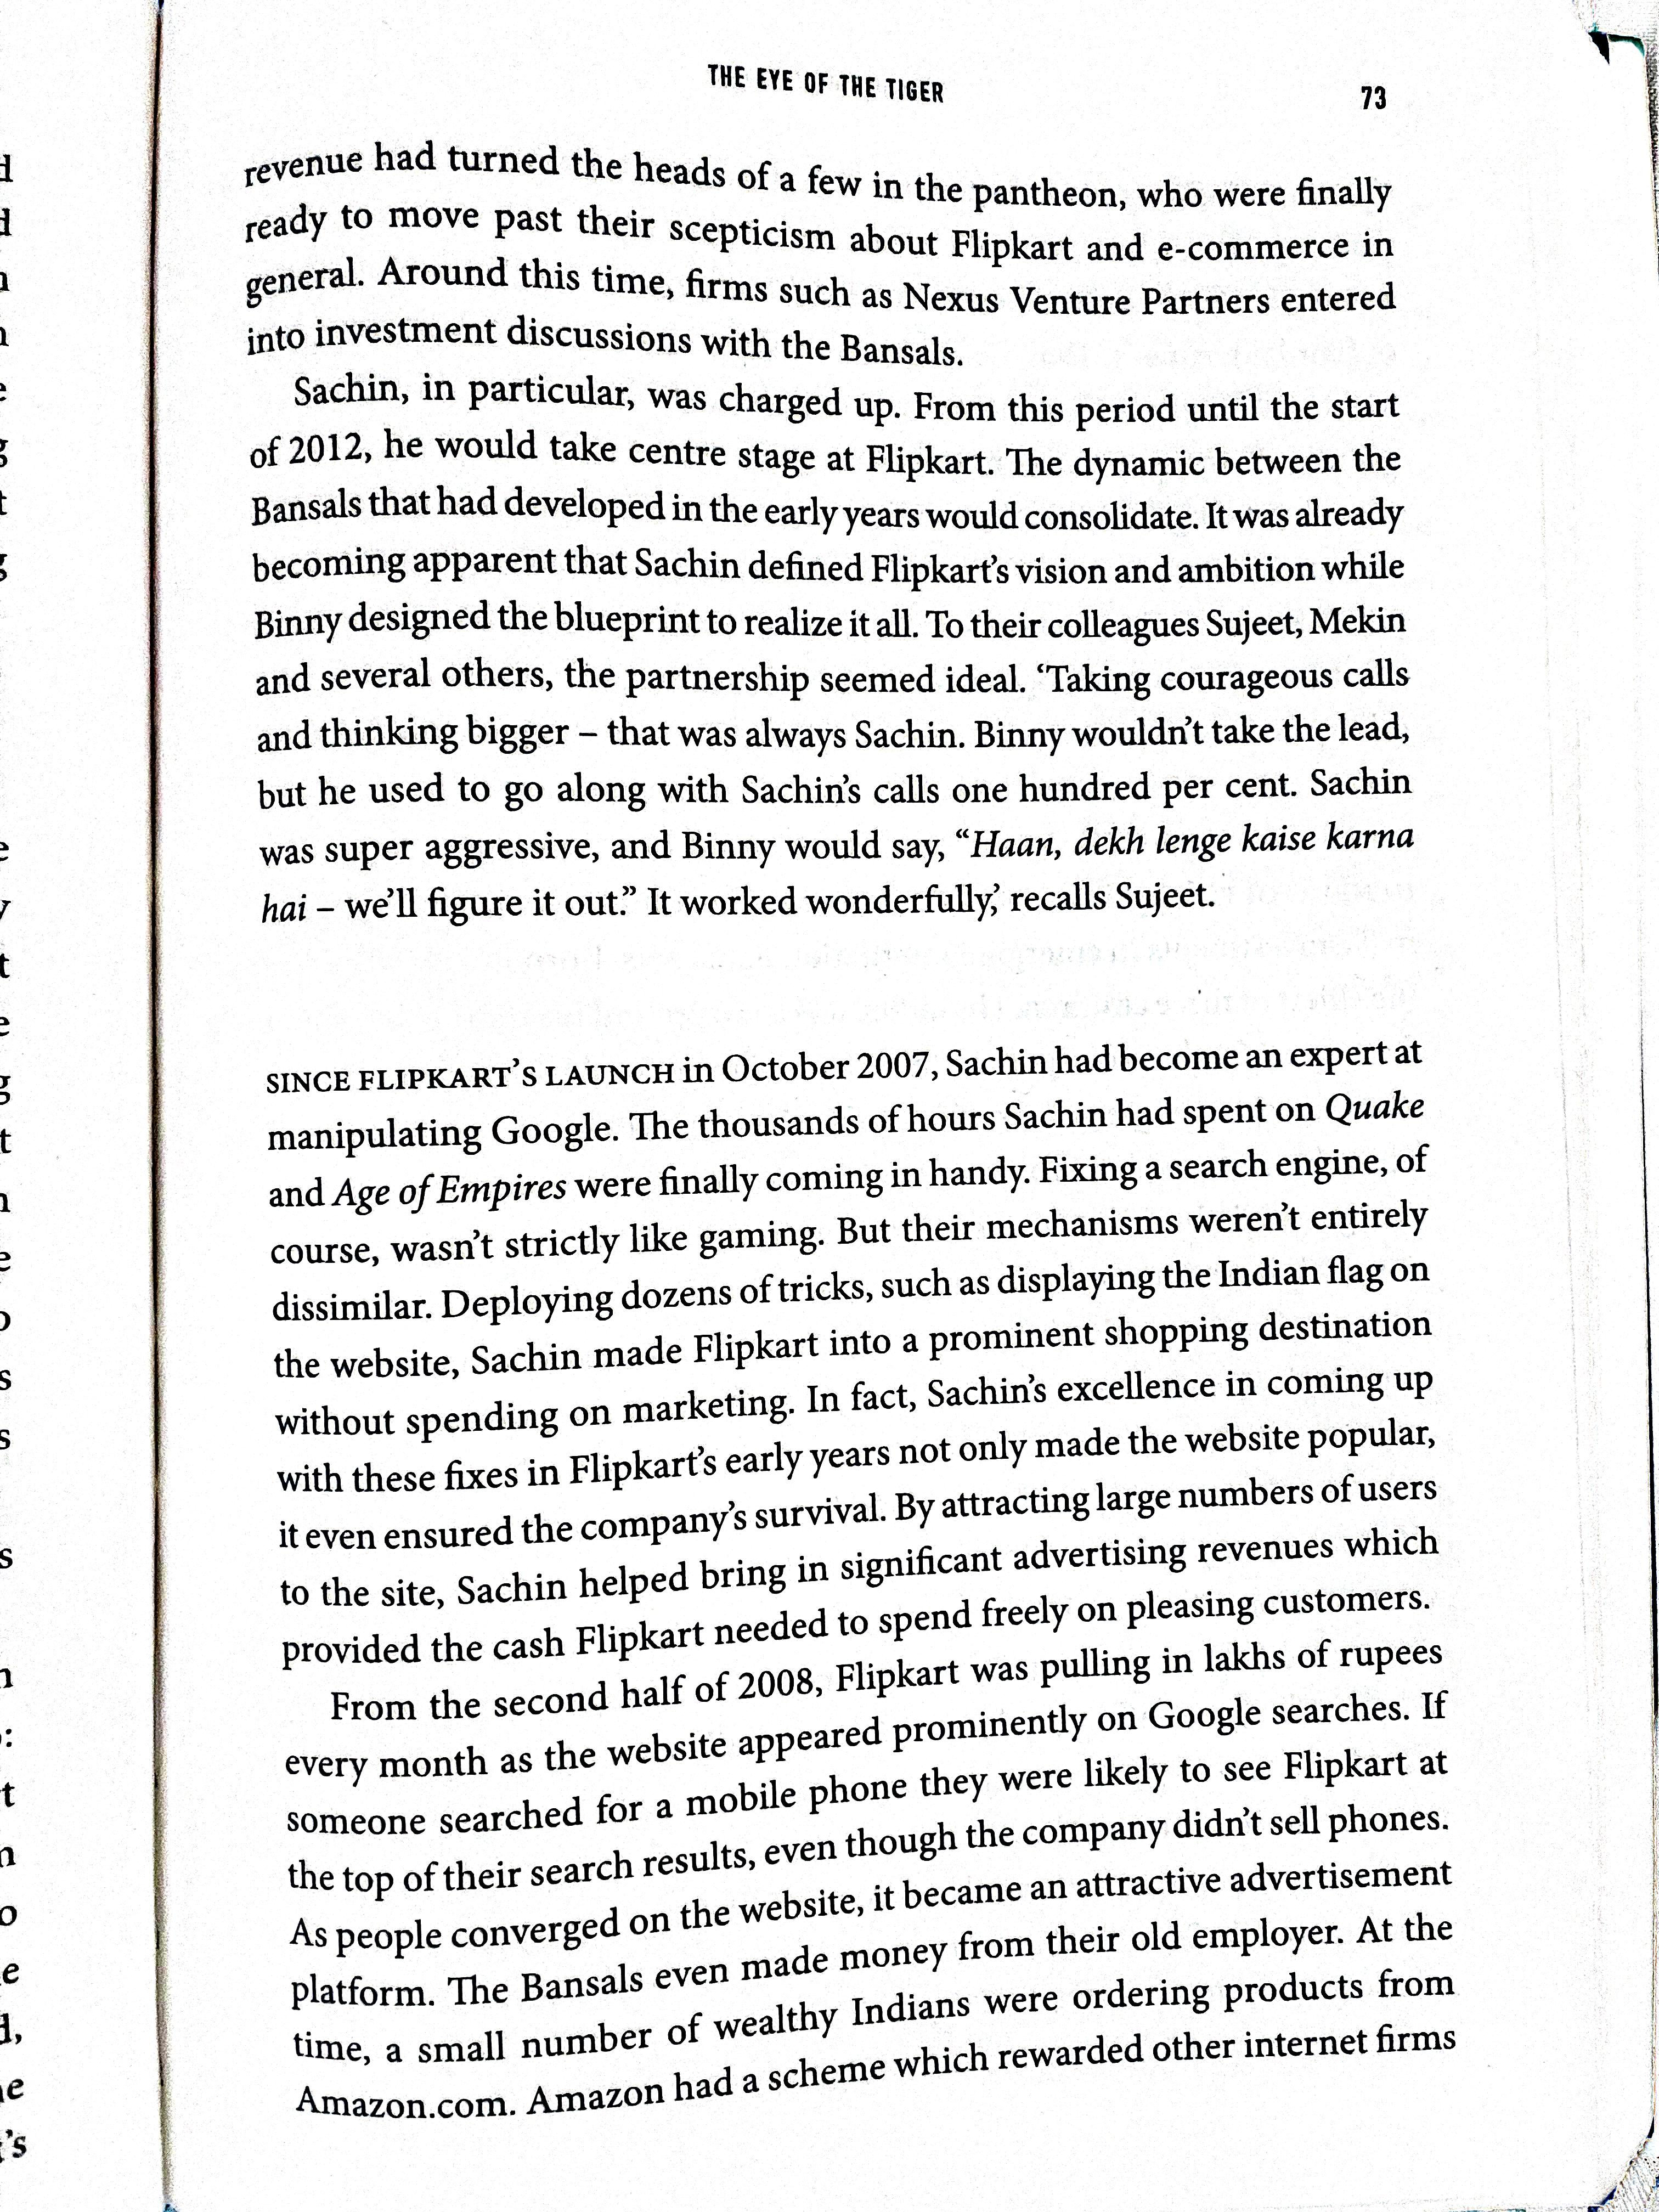 THE EYE OF THE TIGER
73
revenue had turned the heads of a few in the pantheon, who were finally
ready to move past their scepticism about Flipkart and e-commerce in
general. Around this time, firms such as Nexus Venture Partners entered
into investment discussions with the Bansals.
Sachin, in particular, was charged up. From this period until the start
of 2012, he would take centre stage at Flipkart. The dynamic between the
Bansals that had developed in the early years would consolidate. It was already
becoming apparent that Sachin defined Flipkart’s vision and ambition while
Binny designed the blueprint to realize it all. To their colleagues Sujeet, Mekin
and several others, the partnership seemed ideal. ‘Taking courageous calls
and thinking bigger – that was always Sachin. Binny wouldn’t take the lead,
but he used to go along with Sachin’s calls one hundred per cent. Sachin
was super aggressive, and Binny would say, “Haan, dekh lenge kaise karna
hai – we’ll figure it out.” It worked wonderfully,’ recalls Sujeet.
SINCE FLIPKART’S LAUNCH in October 2007, Sachin had become an expert at
manipulating Google. The thousands of hours Sachin had spent on Quake
and Age of Empires were finally coming in handy. Fixing a search engine, of
course, wasn’t strictly like gaming. But their mechanisms weren’t entirely
dissimilar. Deploying dozens of tricks, such as displaying the Indian flag on
the website, Sachin made Flipkart into a prominent shopping destination
without spending on marketing. In fact, Sachin’s excellence in coming up
with these fixes in Flipkart’s early years not only made the website popular,
it even ensured the company’s survival. By attracting large numbers of users
to the site, Sachin helped bring in significant advertising revenues which
provided the cash Flipkart needed to spend freely on pleasing customers.
From the second half of 2008, Flipkart was pulling in lakhs of rupees
every month as the website appeared prominently on Google searches. If
someone searched for a mobile phone they were likely to see Flipkart at
the top of their search results, even though the company didn’t sell phones.
As people converged on the website, it became an attractive advertisement
platform. The Bansals even made money from their old employer. At the
time, a small number of wealthy Indians were ordering products from
Amazon.com. Amazon had a scheme which rewarded other internet firms